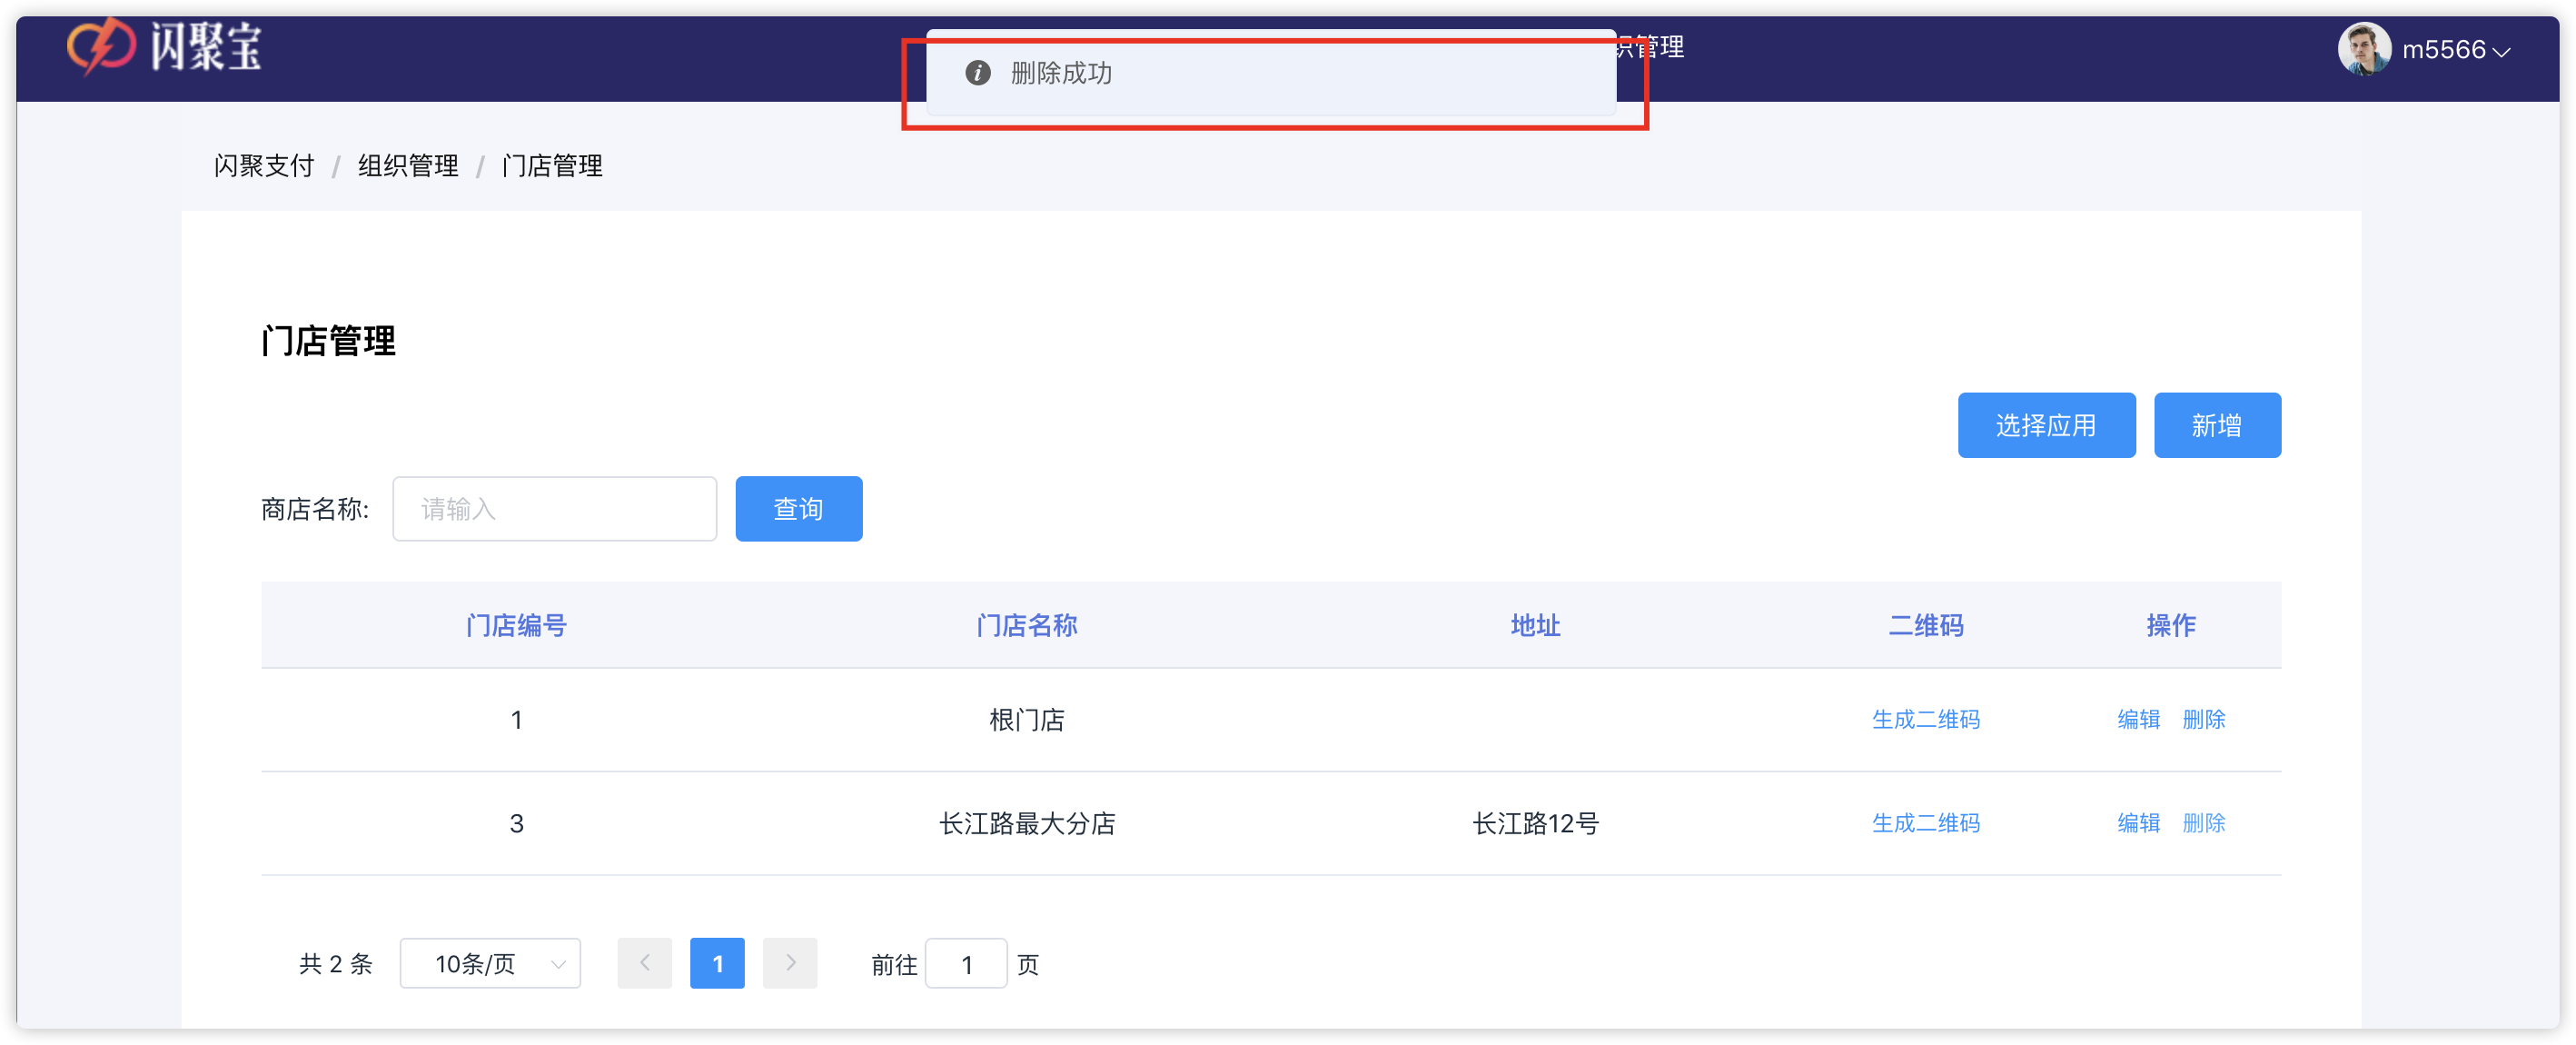 闪聚宝
删除成功
织管理
m5566
闪聚支付 / 组织管理 / 门店管理
门店管理
选择应用 新增
商店名称: 请输入 查询
门店编号 门店名称 地址 二维码 操作
1 根门店 生成二维码 编辑 删除
3 长江路最大分店 长江路12号 生成二维码 编辑 删除
共 2 条 10条/页 1 前往 1 页